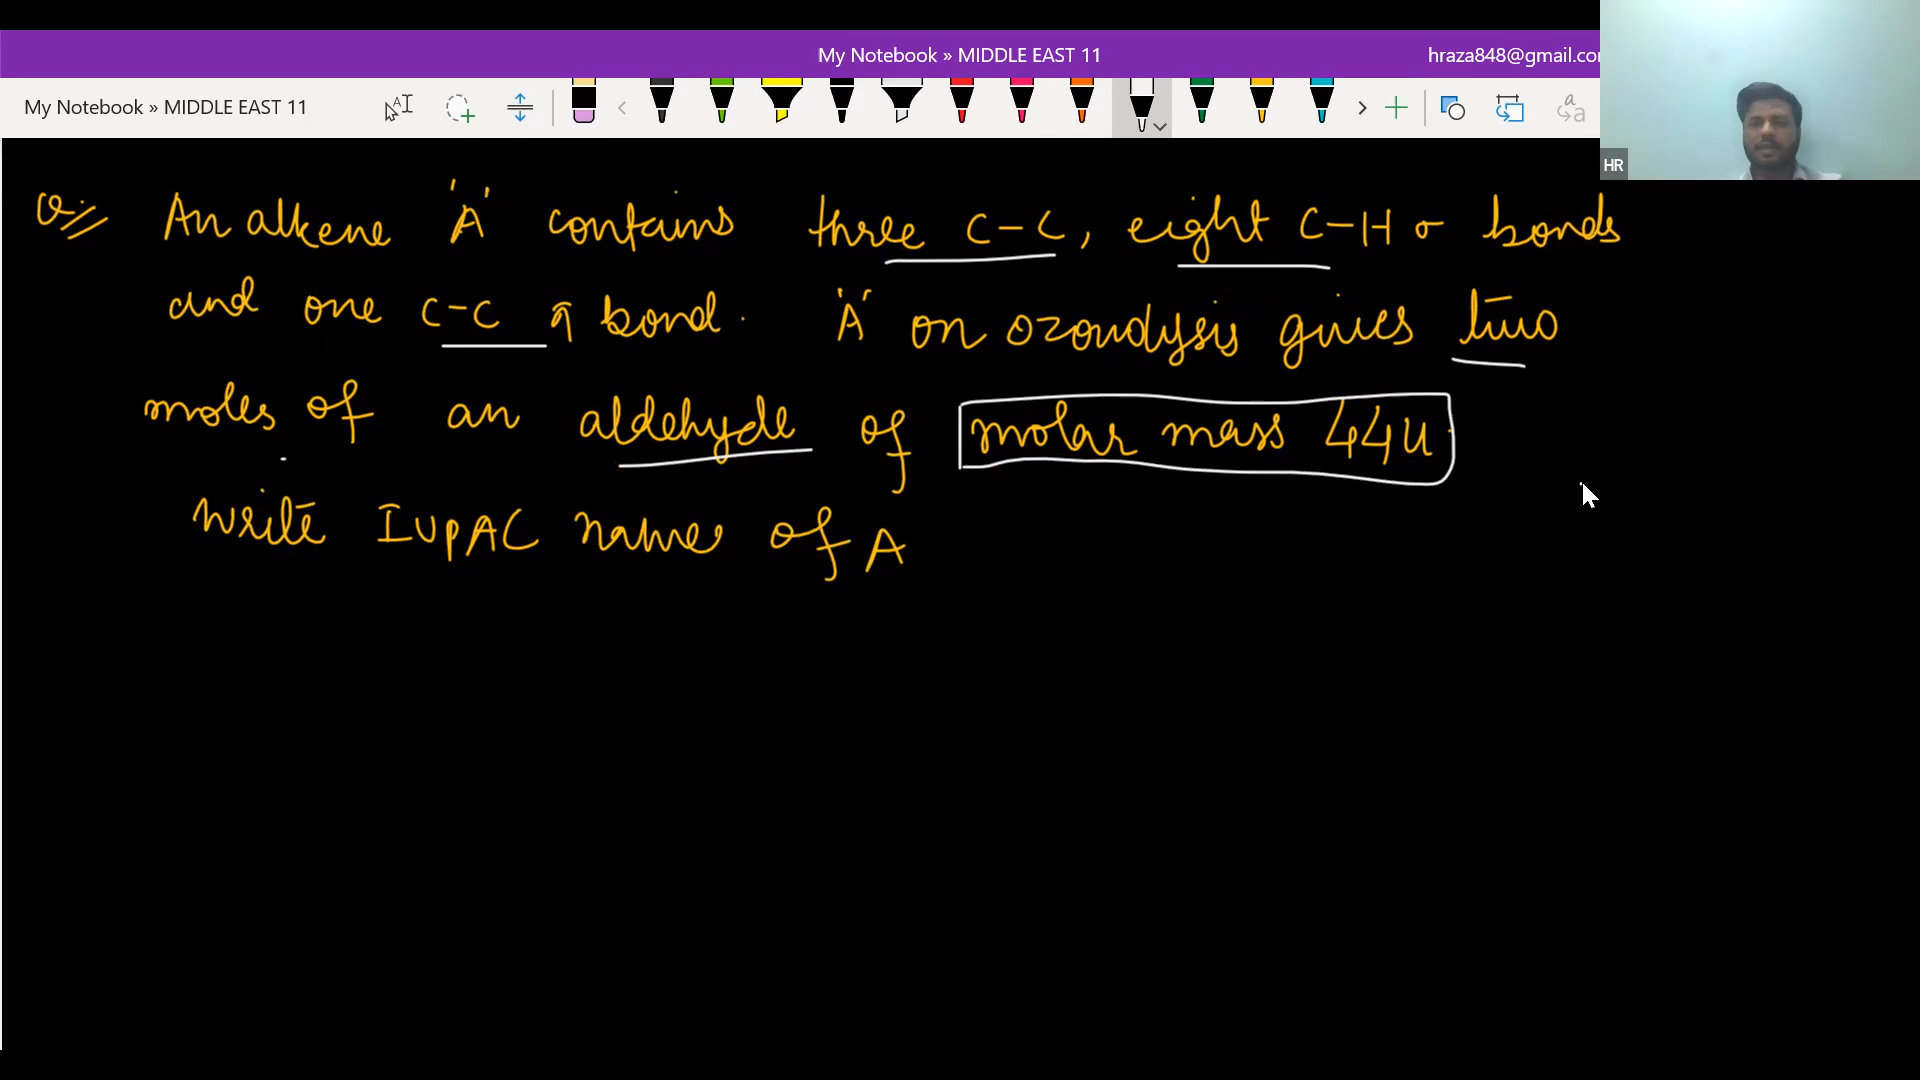 My Notebook » MIDDLE EAST 11
hraza848@gmail.co
My Notebook » MIDDLE EAST 11
HR
Q⇒ An alkene 'A' contains three C-C, eight C-H σ bonds
and one C-C π bond. 'A' on ozonolysis gives two
moles of an aldehyde of molar mass 44u
write IUPAC name of A